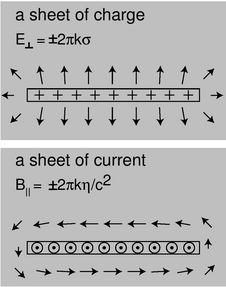 a sheet of charge
E⊥ = ±2πkσ
+ + + + + + + + +
a sheet of current
B|| = ±2πkη/c²